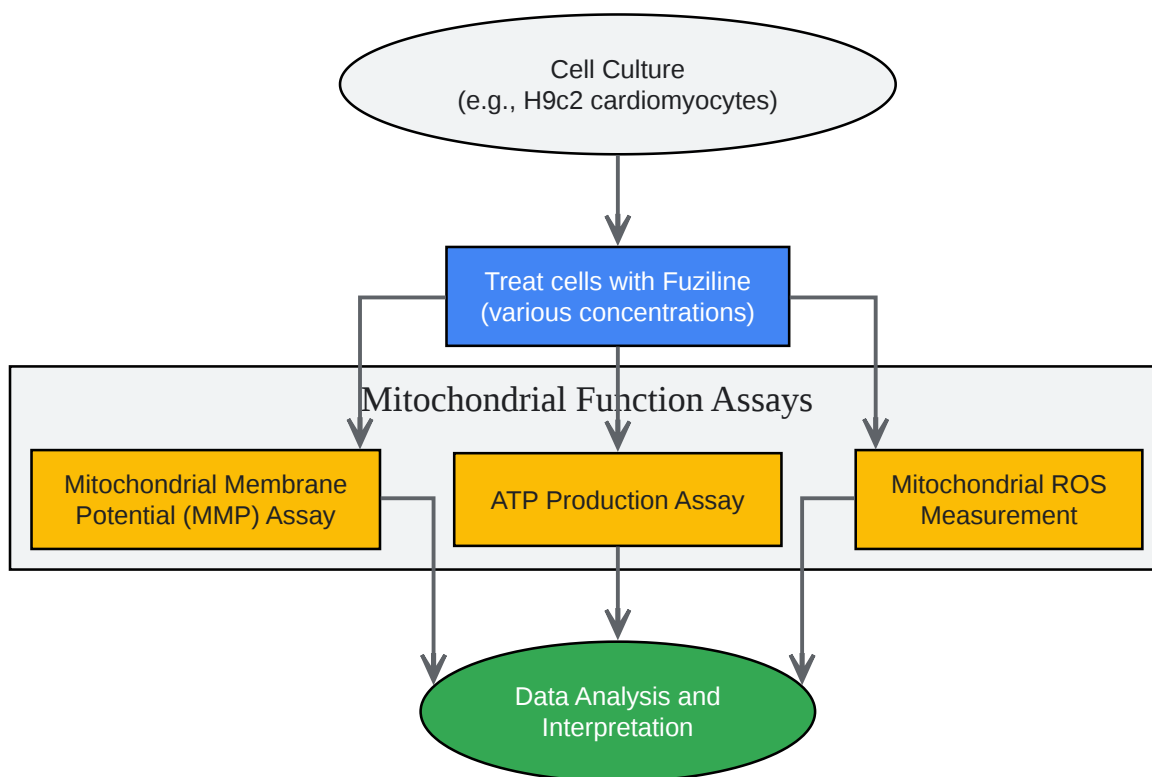 Cell Culture
(e.g., H9c2 cardiomyocytes)
Treat cells with Fuziline
(various concentrations)
Mitochondrial Function Assays
Mitochondrial Membrane
Potential (MMP) Assay
ATP Production Assay
Mitochondrial ROS
Measurement
Data Analysis and
Interpretation